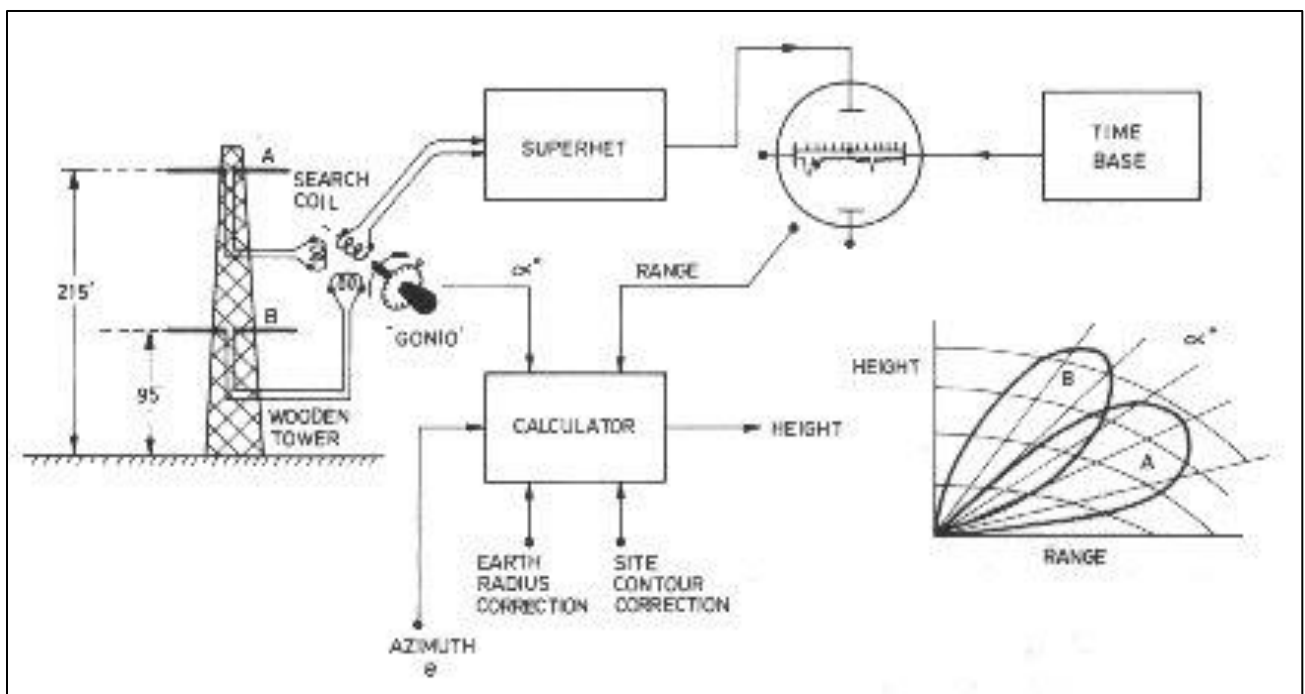 A
SEARCH
COIL
SUPERHET
TIME
BASE
215'
B
∝°
RANGE
'GONIO'
95
WOODEN
TOWER
CALCULATOR
HEIGHT
EARTH
RADIUS
CORRECTION
SITE
CONTOUR
CORRECTION
AZIMUTH
θ
HEIGHT
B
∝°
A
RANGE